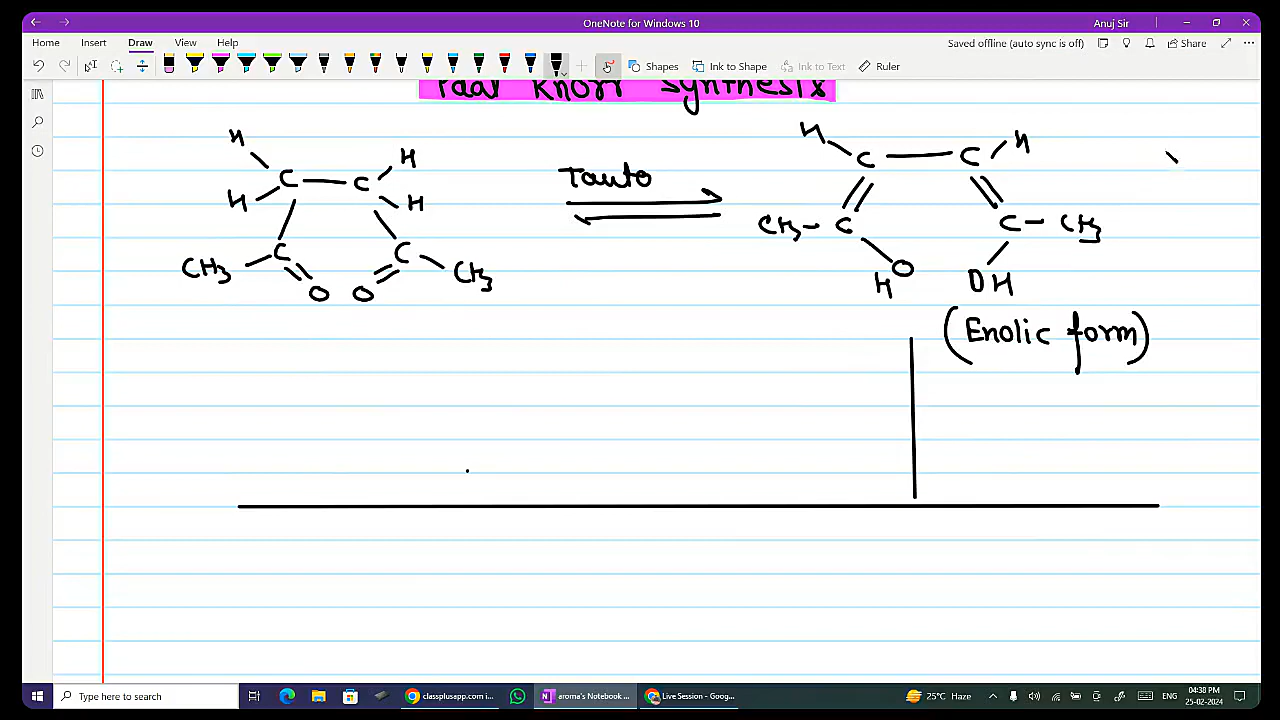 OneNote for Windows 10
Anuj Sir
Home Insert Draw View Help
Saved offline (auto sync is off) Share
Shapes Ink to Shape Ink to Text Ruler
Paal Knorr synthesis
H H H H
C — C Tauto C — C
H H
CH3 - C C - CH3 CH3 - C C - CH3
O O H O OH
(Enolic form)
Type here to search
classplusapp.com i...
aroma's Notebook ...
Live Session - Goog...
25°C Haze
ENG
04:38 PM
25-02-2024